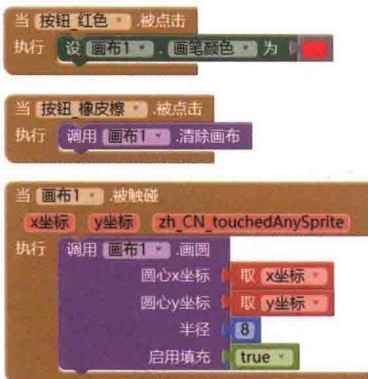 当 按钮_红色 .被点击
执行 设 画布1 . 画笔颜色 为
当 按钮_橡皮擦 .被点击
执行 调用 画布1 .清除画布
当 画布1 .被触碰
x坐标 y坐标 zh_CN_touchedAnySprite
执行 调用 画布1 .画圆
圆心x坐标 取 x坐标
圆心y坐标 取 y坐标
半径 8
启用填充 true